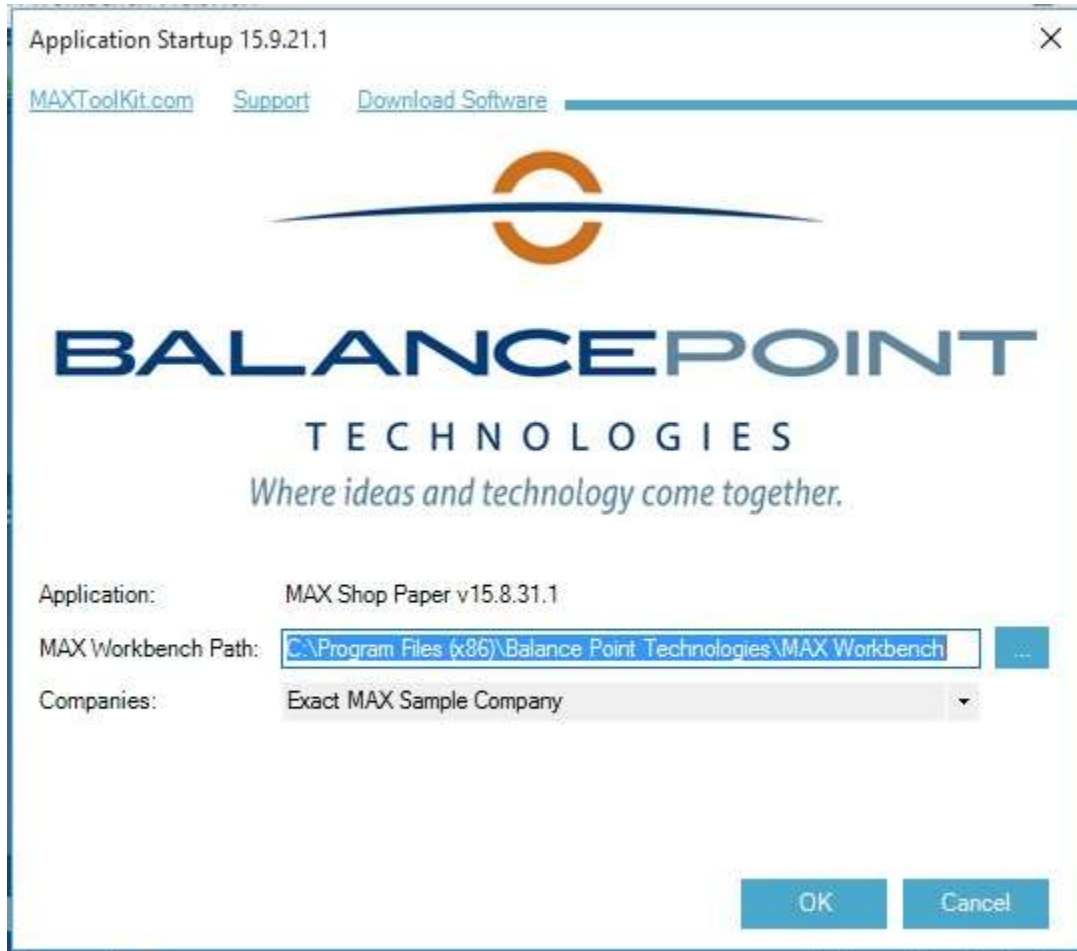 Application Startup 15.9.21.1
MAXToolKit.com Support Download Software
BALANCEPOINT
TECHNOLOGIES
Where ideas and technology come together.
Application: MAX Shop Paper v15.8.31.1
MAX Workbench Path: C:\Program Files (x86)\Balance Point Technologies\MAX Workbench ...
Companies: Exact MAX Sample Company
OK Cancel